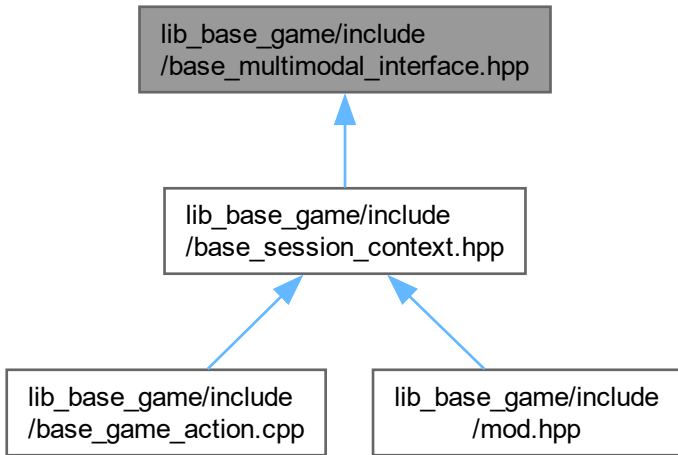 lib_base_game/include
/base_multimodal_interface.hpp
lib_base_game/include
/base_session_context.hpp
lib_base_game/include
/base_game_action.cpp
lib_base_game/include
/mod.hpp